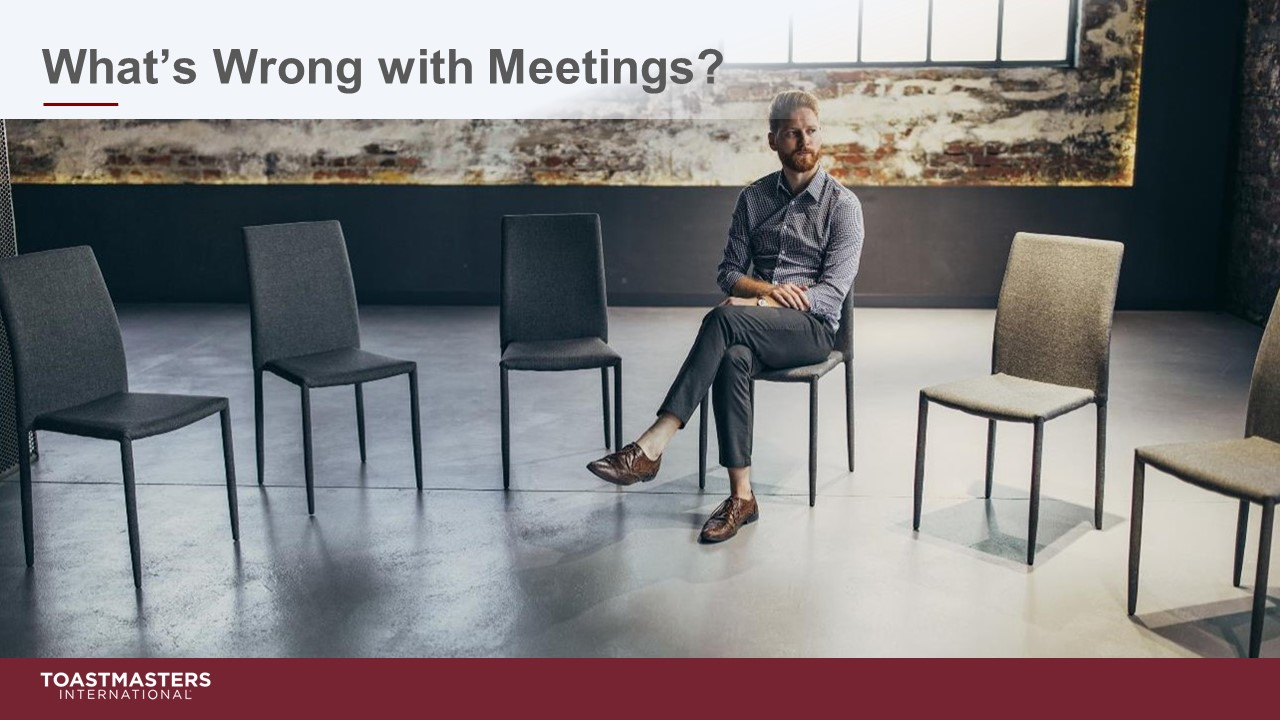 What’s Wrong with Meetings?
TOASTMASTERS
INTERNATIONAL